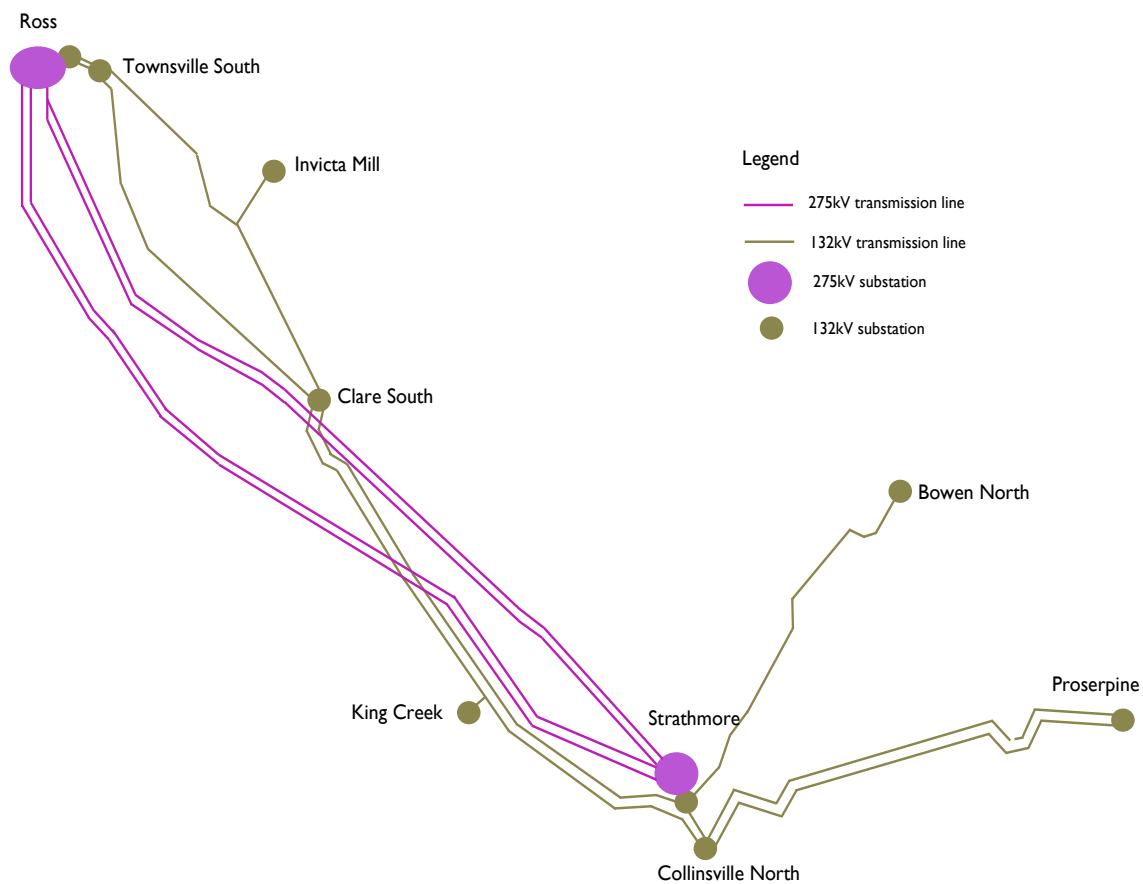 Ross
Townsville South
Invicta Mill
Legend
275kV transmission line
132kV transmission line
275kV substation
132kV substation
Clare South
Bowen North
Proserpine
King Creek
Strathmore
Collinsville North